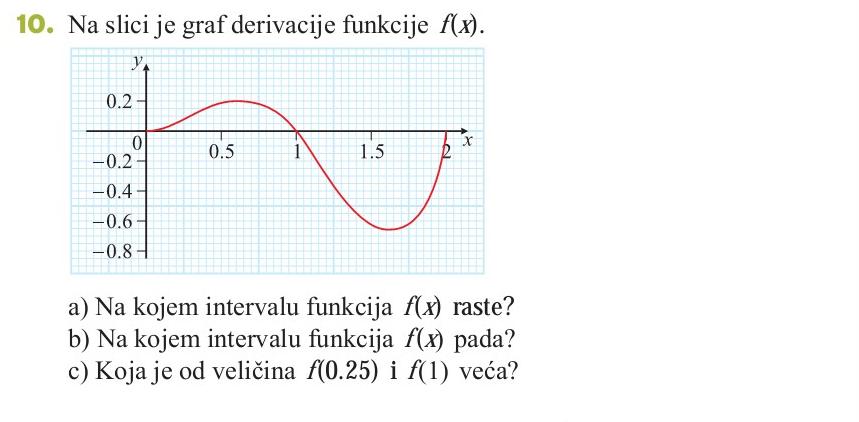 10. Na slici je graf derivacije funkcije f(x).
y
0.2
0
0.5
1
1.5
2
x
−0.2
−0.4
−0.6
−0.8
a) Na kojem intervalu funkcija f(x) raste?
b) Na kojem intervalu funkcija f(x) pada?
c) Koja je od veličina f(0.25) i f(1) veća?